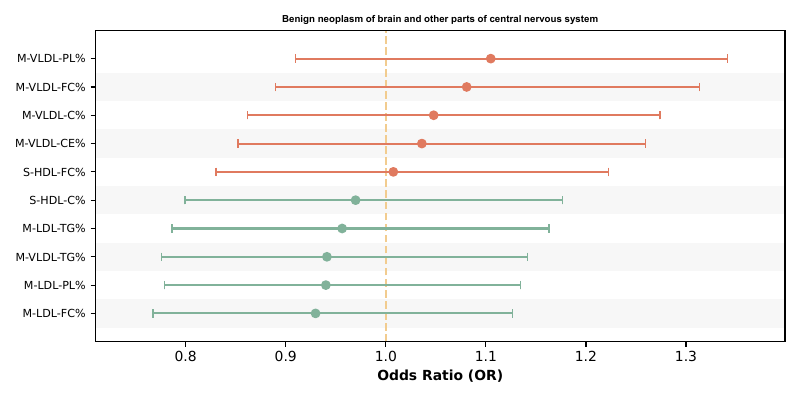 Benign neoplasm of brain and other parts of central nervous system
M-VLDL-PL%
M-VLDL-FC%
M-VLDL-C%
M-VLDL-CE%
S-HDL-FC%
S-HDL-C%
M-LDL-TG%
M-VLDL-TG%
M-LDL-PL%
M-LDL-FC%
0.8 0.9 1.0 1.1 1.2 1.3
Odds Ratio (OR)